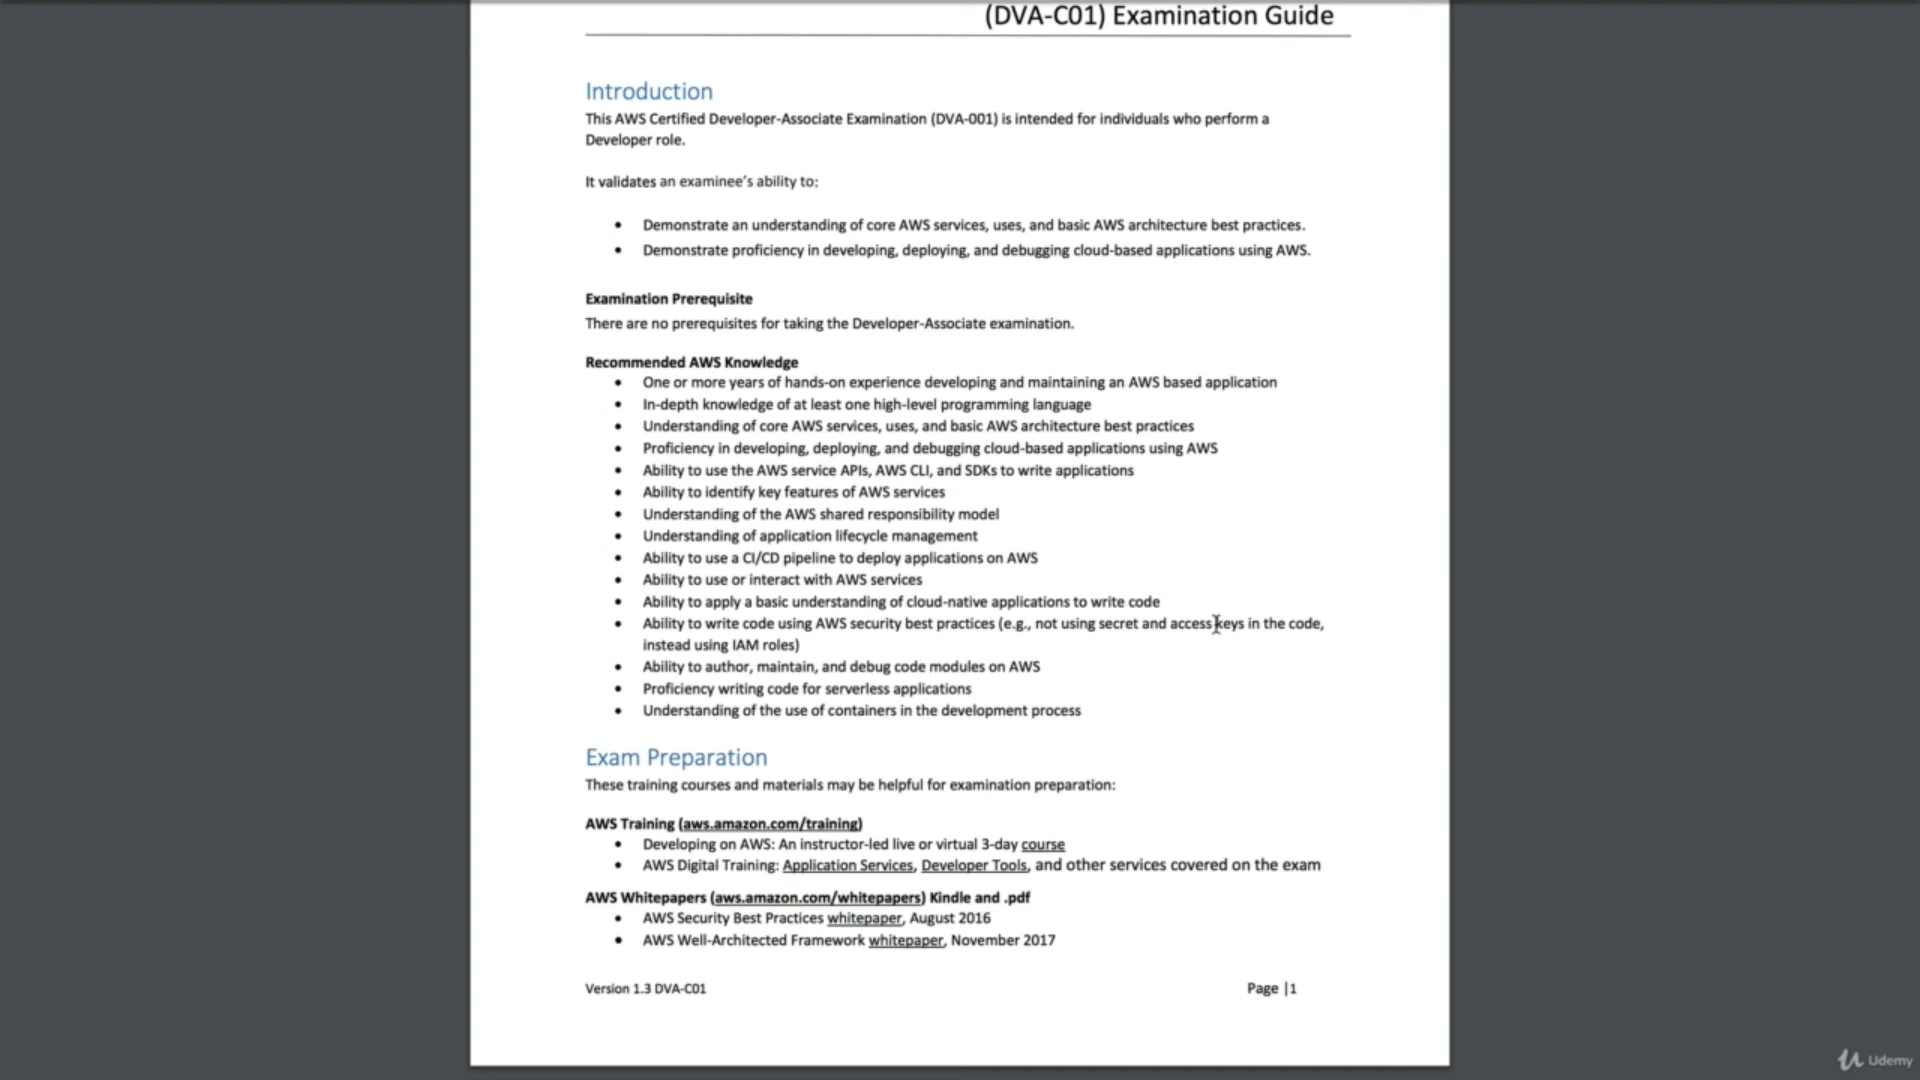 (DVA-C01) Examination Guide
Introduction
This AWS Certified Developer-Associate Examination (DVA-001) is intended for individuals who perform a
Developer role.
It validates an examinee's ability to:
• Demonstrate an understanding of core AWS services, uses, and basic AWS architecture best practices.
• Demonstrate proficiency in developing, deploying, and debugging cloud-based applications using AWS.
Examination Prerequisite
There are no prerequisites for taking the Developer-Associate examination.
Recommended AWS Knowledge
• One or more years of hands-on experience developing and maintaining an AWS based application
• In-depth knowledge of at least one high-level programming language
• Understanding of core AWS services, uses, and basic AWS architecture best practices
• Proficiency in developing, deploying, and debugging cloud-based applications using AWS
• Ability to use the AWS service APIs, AWS CLI, and SDKs to write applications
• Ability to identify key features of AWS services
• Understanding of the AWS shared responsibility model
• Understanding of application lifecycle management
• Ability to use a CI/CD pipeline to deploy applications on AWS
• Ability to use or interact with AWS services
• Ability to apply a basic understanding of cloud-native applications to write code
• Ability to write code using AWS security best practices (e.g., not using secret and access keys in the code,
instead using IAM roles)
• Ability to author, maintain, and debug code modules on AWS
• Proficiency writing code for serverless applications
• Understanding of the use of containers in the development process
Exam Preparation
These training courses and materials may be helpful for examination preparation:
AWS Training (aws.amazon.com/training)
• Developing on AWS: An instructor-led live or virtual 3-day course
• AWS Digital Training: Application Services, Developer Tools, and other services covered on the exam
AWS Whitepapers (aws.amazon.com/whitepapers) Kindle and .pdf
• AWS Security Best Practices whitepaper, August 2016
• AWS Well-Architected Framework whitepaper, November 2017
Version 1.3 DVA-C01
Page |1
Udemy